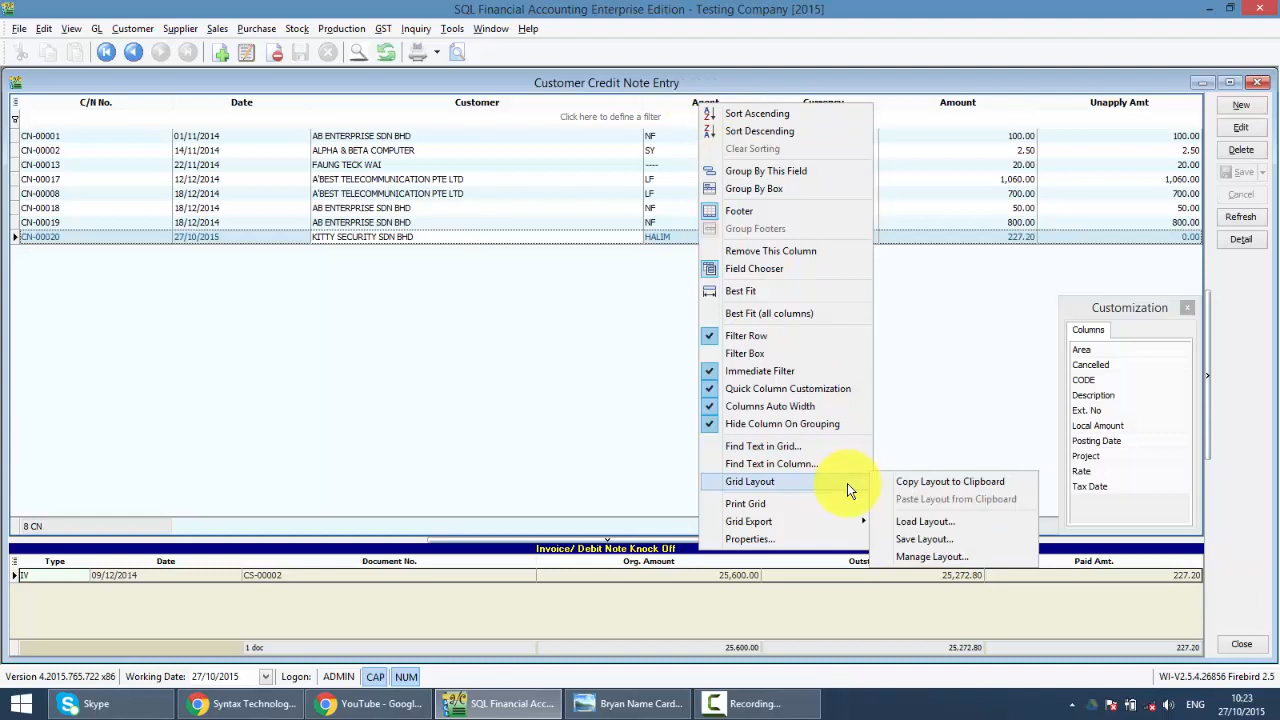 SQL Financial Accounting Enterprise Edition - Testing Company [2015]
File Edit View GL Customer Supplier Sales Purchase Stock Production GST Inquiry Tools Window Help
Customer Credit Note Entry
C/N No. Date Customer Agent Currency Amount Unapply Amt
Click here to define a filter
CN-00001 01/11/2014 AB ENTERPRISE SDN BHD NF 100.00 100.00
CN-00002 11/11/2014 ALPHA & BETA COMPUTER SY 2.50 2.50
CN-00013 22/11/2014 FAUNG TECK WAI ---- 20.00 20.00
CN-00017 12/12/2014 A'BEST TELECOMMUNICATION PTE LTD LF 1,060.00 1,060.00
CN-00008 18/12/2014 A'BEST TELECOMMUNICATION PTE LTD LF 700.00 700.00
CN-00018 18/12/2014 AB ENTERPRISE SDN BHD NF 50.00 50.00
CN-00019 18/12/2014 AB ENTERPRISE SDN BHD NF 800.00 800.00
CN-00020 27/10/2015 KITTY SECURITY SDN BHD HALIM 227.20 0.00
8 CN
Sort Ascending
Sort Descending
Clear Sorting
Group By This Field
Group By Box
Footer
Group Footers
Remove This Column
Field Chooser
Best Fit
Best Fit (all columns)
Filter Row
Filter Box
Immediate Filter
Quick Column Customization
Columns Auto Width
Hide Column On Grouping
Find Text in Grid...
Find Text in Column...
Grid Layout
Print Grid
Grid Export
Properties...
Copy Layout to Clipboard
Paste Layout from Clipboard
Load Layout...
Save Layout...
Manage Layout...
Customization
Columns
Area
Cancelled
CODE
Description
Ext. No
Local Amount
Posting Date
Project
Rate
Tax Date
New
Edit
Delete
Save
Cancel
Refresh
Detail
Invoice/ Debit Note Knock Off
Type Date Document No. Org. Amount Outs Paid Amt.
IV 09/12/2014 CS-00002 25,600.00 25,272.80 227.20
1 doc 25,600.00 25,272.80 227.20
Close
Version 4.2015.765.722 x86 Working Date: 27/10/2015 Logon: ADMIN CAP NUM WI-V2.5.4.26856 Firebird 2.5
Skype Syntax Technolog... YouTube - Googl... SQL Financial Acc... Bryan Name Card... Recording...
10:23
27/10/2015